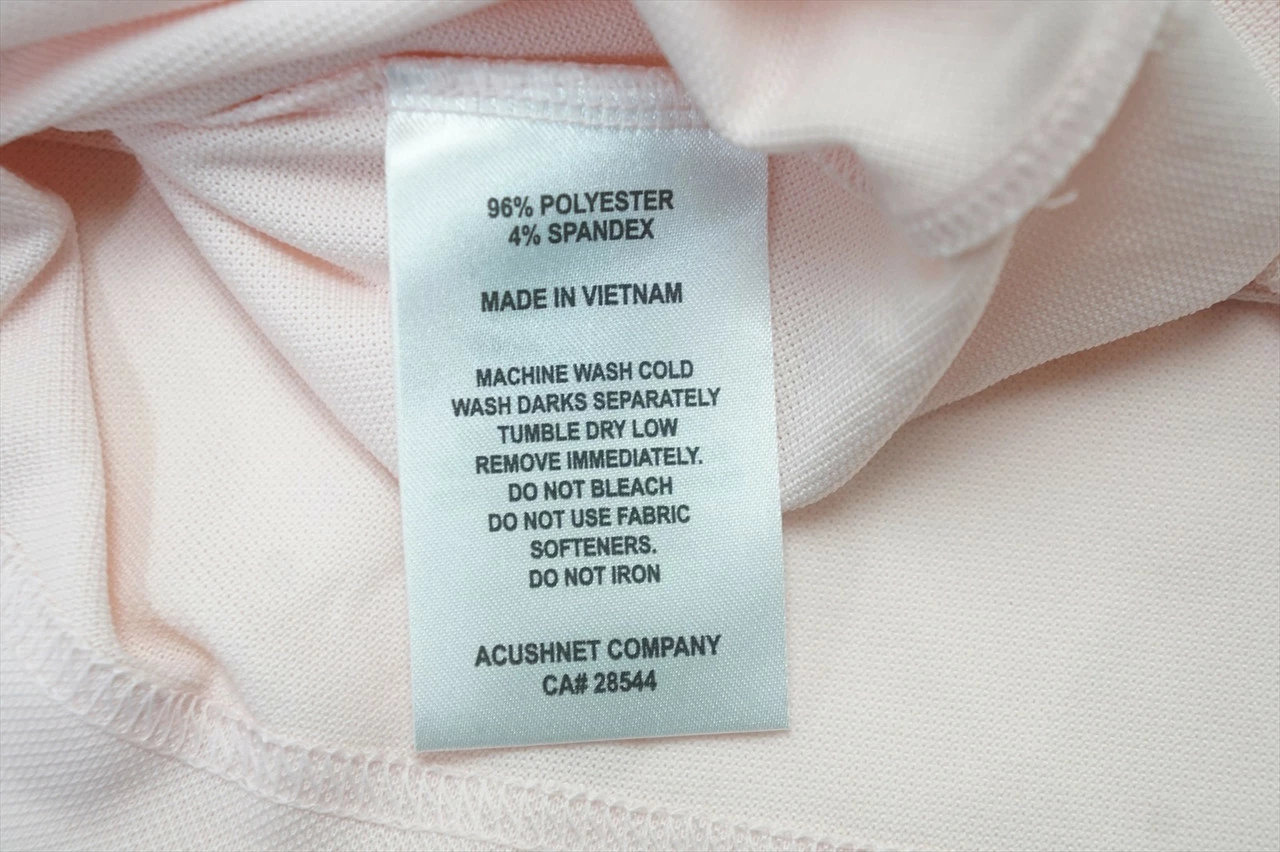 96% POLYESTER
4% SPANDEX
MADE IN VIETNAM
MACHINE WASH COLD
WASH DARKS SEPARATELY
TUMBLE DRY LOW
REMOVE IMMEDIATELY.
DO NOT BLEACH
DO NOT USE FABRIC
SOFTENERS.
DO NOT IRON
ACUSHNET COMPANY
CA# 28544